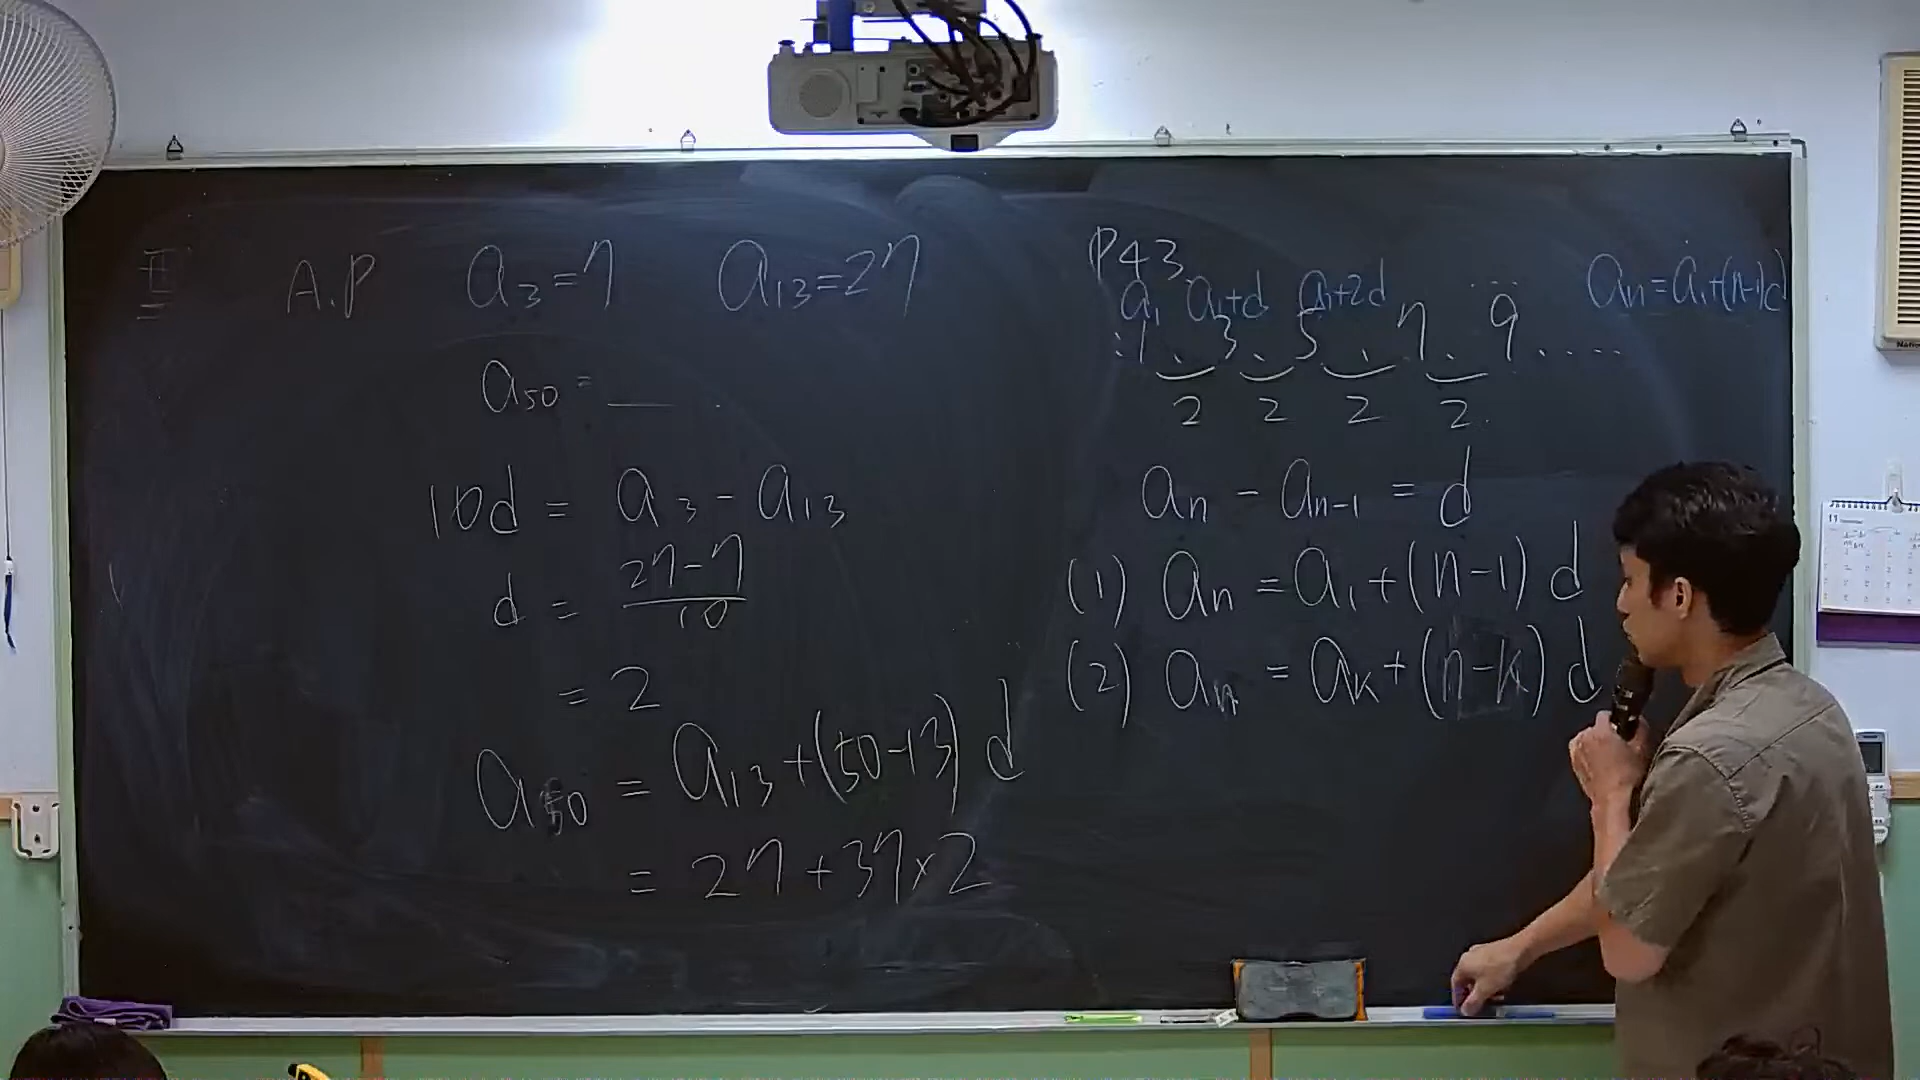 A.P a₃=7 a₁₃=27
a₅₀=___.
10d = a₃ - a₁₃
d = (27-7)/10
= 2
a₅₀ = a₁₃+(50-13)d
= 27+37×2
P43
a₁ a₁+d a₁+2d ... aₙ=a₁+(n-1)d
:1、3、5、7、9、....
2 2 2 2
aₙ - aₙ₋₁ = d
(1) aₙ = a₁+(n-1)d
(2) aₙ = aₖ+(n-k)d
11